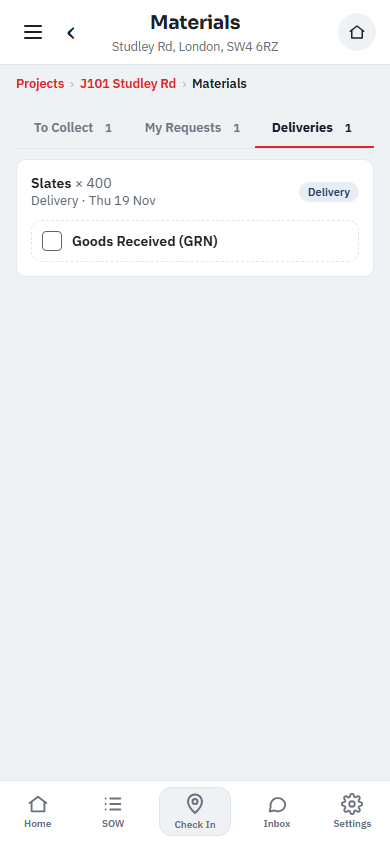 Materials
Studley Rd, London, SW4 6RZ
Projects › J101 Studley Rd › Materials
To Collect 1 My Requests 1 Deliveries 1
Slates × 400
Delivery · Thu 19 Nov
Delivery
Goods Received (GRN)
Home SOW Check In Inbox Settings